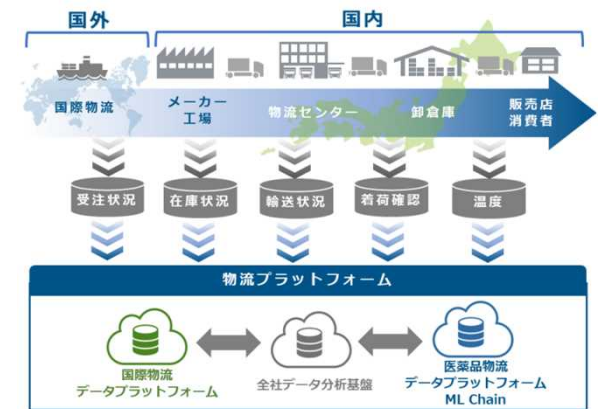 国外
国内
国際物流
メーカー
工場
物流センター
卸倉庫
販売店
消費者
受注状況
在庫状況
輸送状況
着荷確認
温度
物流プラットフォーム
国際物流
データプラットフォーム
全社データ分析基盤
医薬品物流
データプラットフォーム
ML Chain